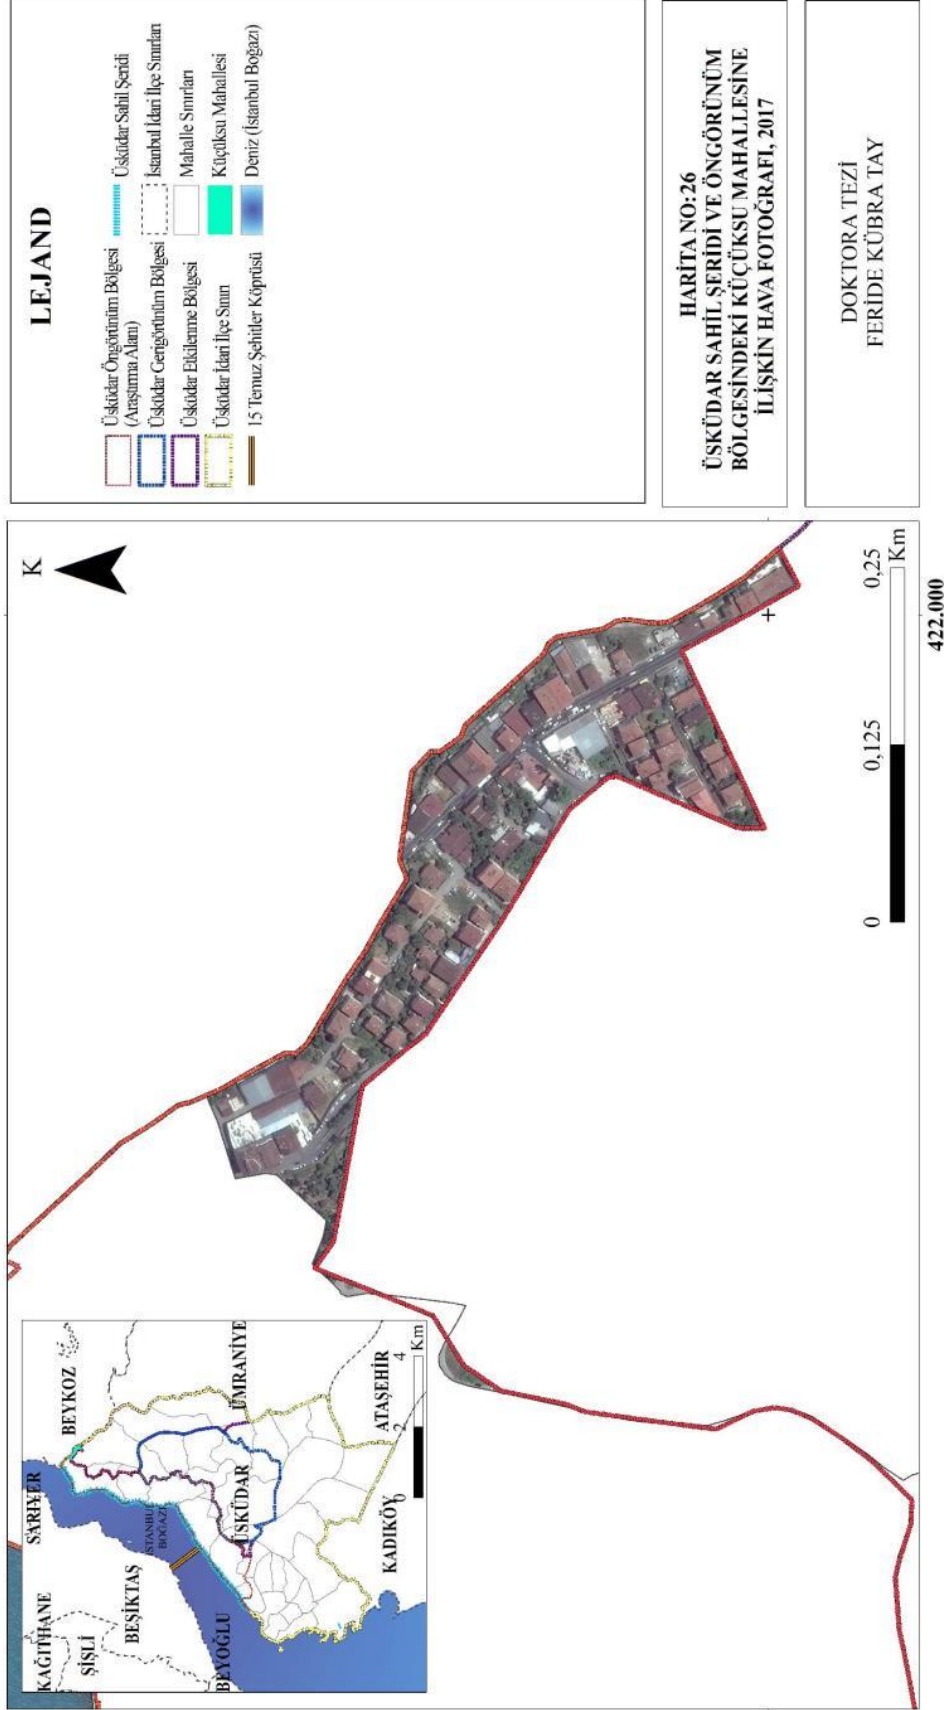 K
KAĞITHANE
ŞİŞLİ
BEŞİKTAŞ
BEYOĞLU
SARIYER
BEYKOZ
İSTANBUL
BOĞAZI
ÜSKÜDAR
ÜMRANİYE
KADIKÖY
ATAŞEHİR
0 2 4
Km
0 0,125 0,25
Km
422.000
LEJAND
Üsküdar Öngörünüm Bölgesi
(Araştırma Alanı)
Üsküdar Gerigörünüm Bölgesi
Üsküdar Etkilenme Bölgesi
Üsküdar İdari İlçe Sınırı
15 Temuz Şehitler Köprüsü
Üsküdar Sahil Şeridi
İstanbul İdari İlçe Sınırları
Mahalle Sınırları
Küçüksu Mahallesi
Deniz (İstanbul Boğazı)
HARİTA NO:26
ÜSKÜDAR SAHİL ŞERİDİ VE ÖNGÖRÜNÜM
BÖLGESİNDEKİ KÜÇÜKSU MAHALLESİNE
İLİŞKİN HAVA FOTOĞRAFI, 2017
DOKTORA TEZİ
FERİDE KÜBRA TAY